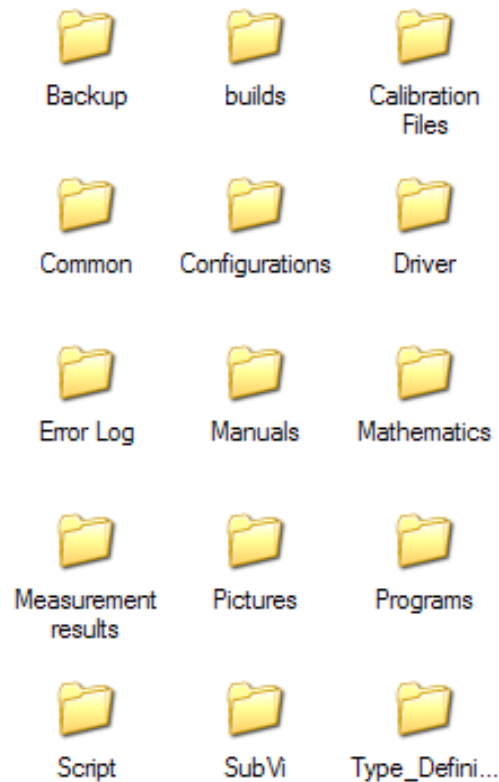 Backup
builds
Calibration
Files
Common
Configurations
Driver
Error Log
Manuals
Mathematics
Measurement
results
Pictures
Programs
Script
SubVi
Type_Defini...